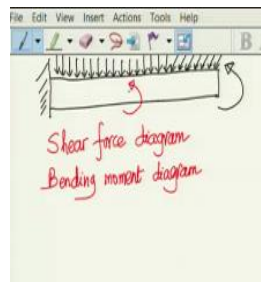 File Edit View Insert Actions Tools Help
B
Shear force diagram
Bending moment diagram